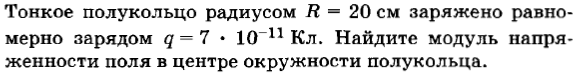 Тонкое полукольцо радиусом R = 20 см заряжено равно-
мерно зарядом q = 7 · 10⁻¹¹ Кл. Найдите модуль напря-
женности поля в центре окружности полукольца.